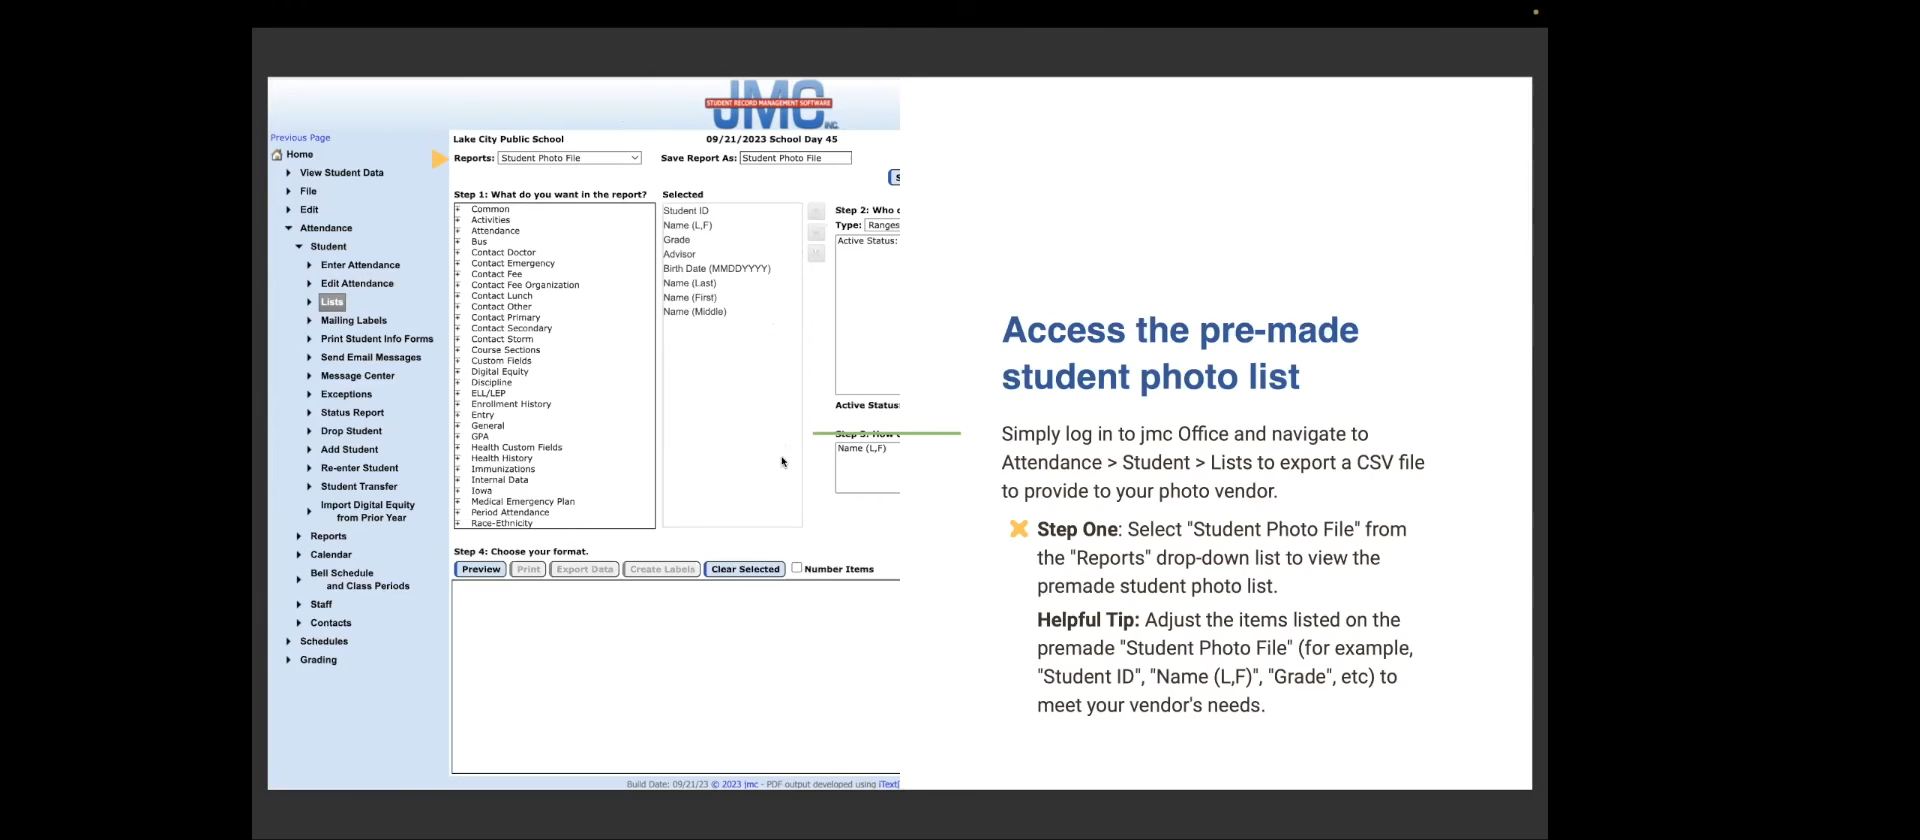 JMC
STUDENT RECORD MANAGEMENT SOFTWARE
INC.
Previous Page
Home
View Student Data
File
Edit
Attendance
Student
Enter Attendance
Edit Attendance
Lists
Mailing Labels
Print Student Info Forms
Send Email Messages
Message Center
Exceptions
Status Report
Drop Student
Add Student
Re-enter Student
Student Transfer
Import Digital Equity
from Prior Year
Reports
Calendar
Bell Schedule
and Class Periods
Staff
Contacts
Schedules
Grading
Lake City Public School 09/21/2023 School Day 45
Reports: Student Photo File Save Report As: Student Photo File
Step 1: What do you want in the report?
Common
Activities
Attendance
Bus
Contact Doctor
Contact Emergency
Contact Fee
Contact Fee Organization
Contact Lunch
Contact Other
Contact Primary
Contact Secondary
Contact Storm
Course Sections
Custom Fields
Digital Equity
Discipline
ELL/LEP
Enrollment History
Entry
General
GPA
Health Custom Fields
Health History
Immunizations
Internal Data
Iowa
Medical Emergency Plan
Period Attendance
Race-Ethnicity
Selected
Student ID
Name (L,F)
Grade
Advisor
Birth Date (MMDDYYYY)
Name (Last)
Name (First)
Name (Middle)
Step 2: Who
Type: Ranges
Active Status:
Active Status:
Step 3: How
Name (L,F)
Step 4: Choose your format.
Preview Print Export Data Create Labels Clear Selected Number Items
Build Date: 09/21/23 © 2023 jmc - PDF output developed using iText
Access the pre-made
student photo list
Simply log in to jmc Office and navigate to
Attendance > Student > Lists to export a CSV file
to provide to your photo vendor.
Step One: Select "Student Photo File" from
the "Reports" drop-down list to view the
premade student photo list.
Helpful Tip: Adjust the items listed on the
premade "Student Photo File" (for example,
"Student ID", "Name (L,F)", "Grade", etc) to
meet your vendor's needs.